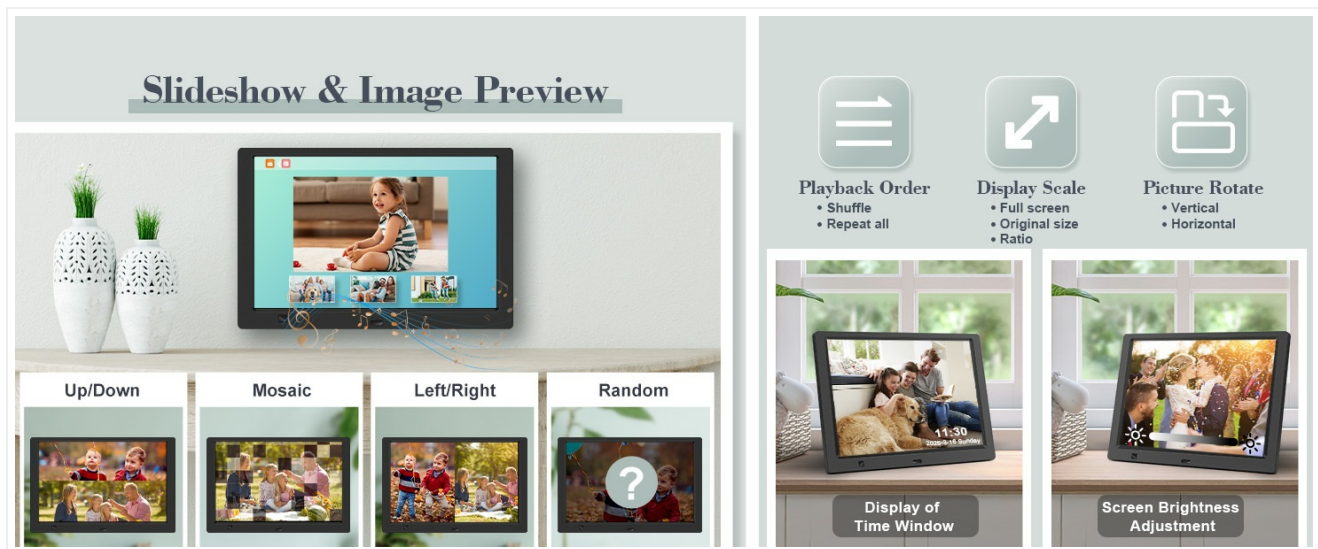 Slideshow & Image Preview
Up/Down
Mosaic
Left/Right
Random
?
Playback Order
• Shuffle
• Repeat all
Display Scale
• Full screen
• Original size
• Ratio
Picture Rotate
• Vertical
• Horizontal
11:30
Sunday
Display of
Time Window
Screen Brightness
Adjustment